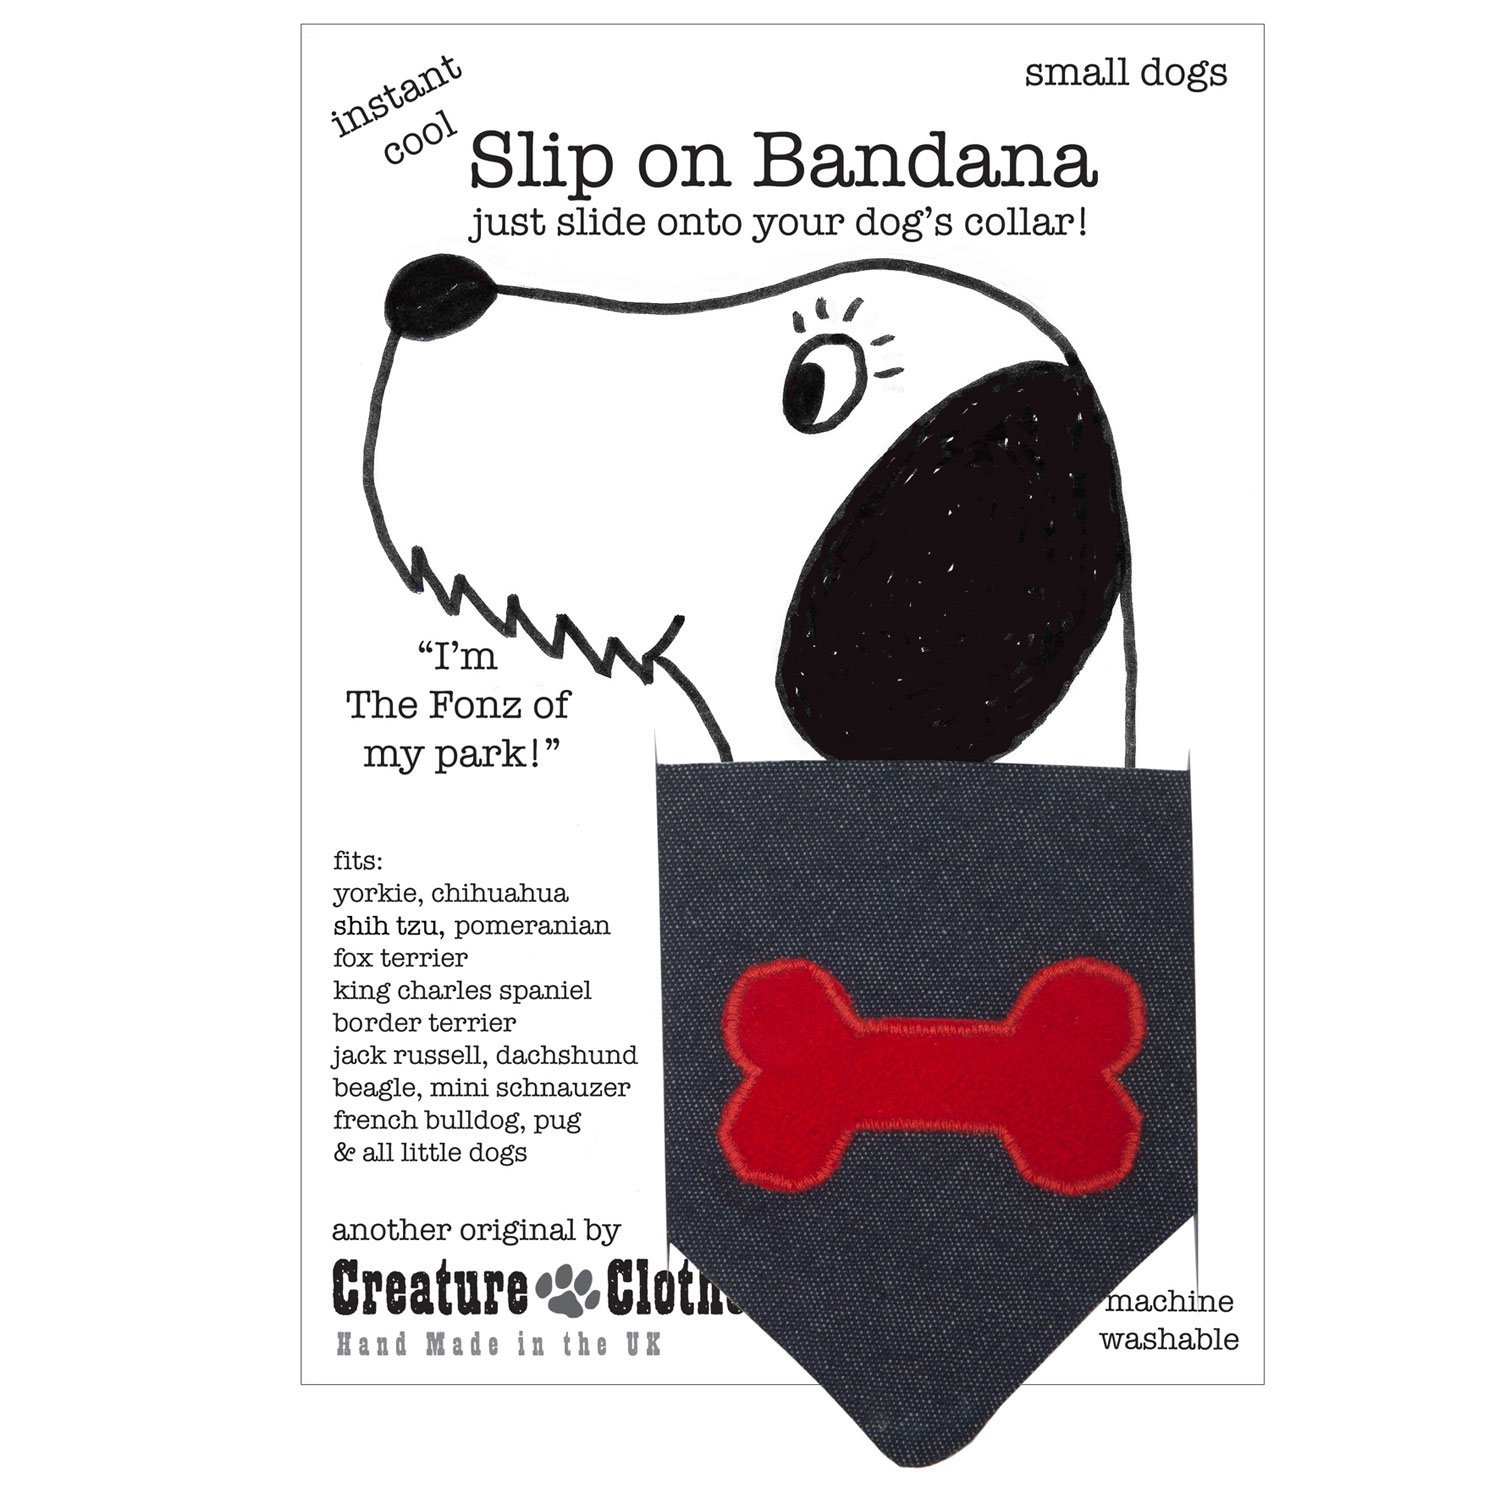 instant
cool
small dogs
Slip on Bandana
just slide onto your dog's collar!
"I'm
The Fonz of
my park!"
fits:
yorkie, chihuahua
shih tzu, pomeranian
fox terrier
king charles spaniel
border terrier
jack russell, dachshund
beagle, mini schnauzer
french bulldog, pug
& all little dogs
another original by
Creature
Hand Made in the UK
machine
washable